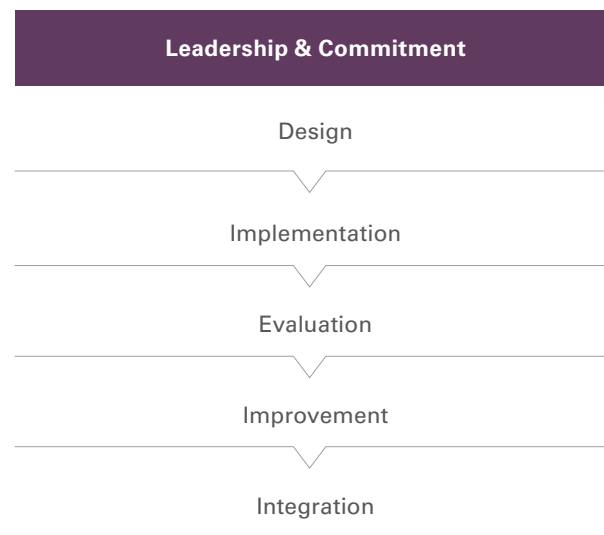 Leadership & Commitment
Design
Implementation
Evaluation
Improvement
Integration